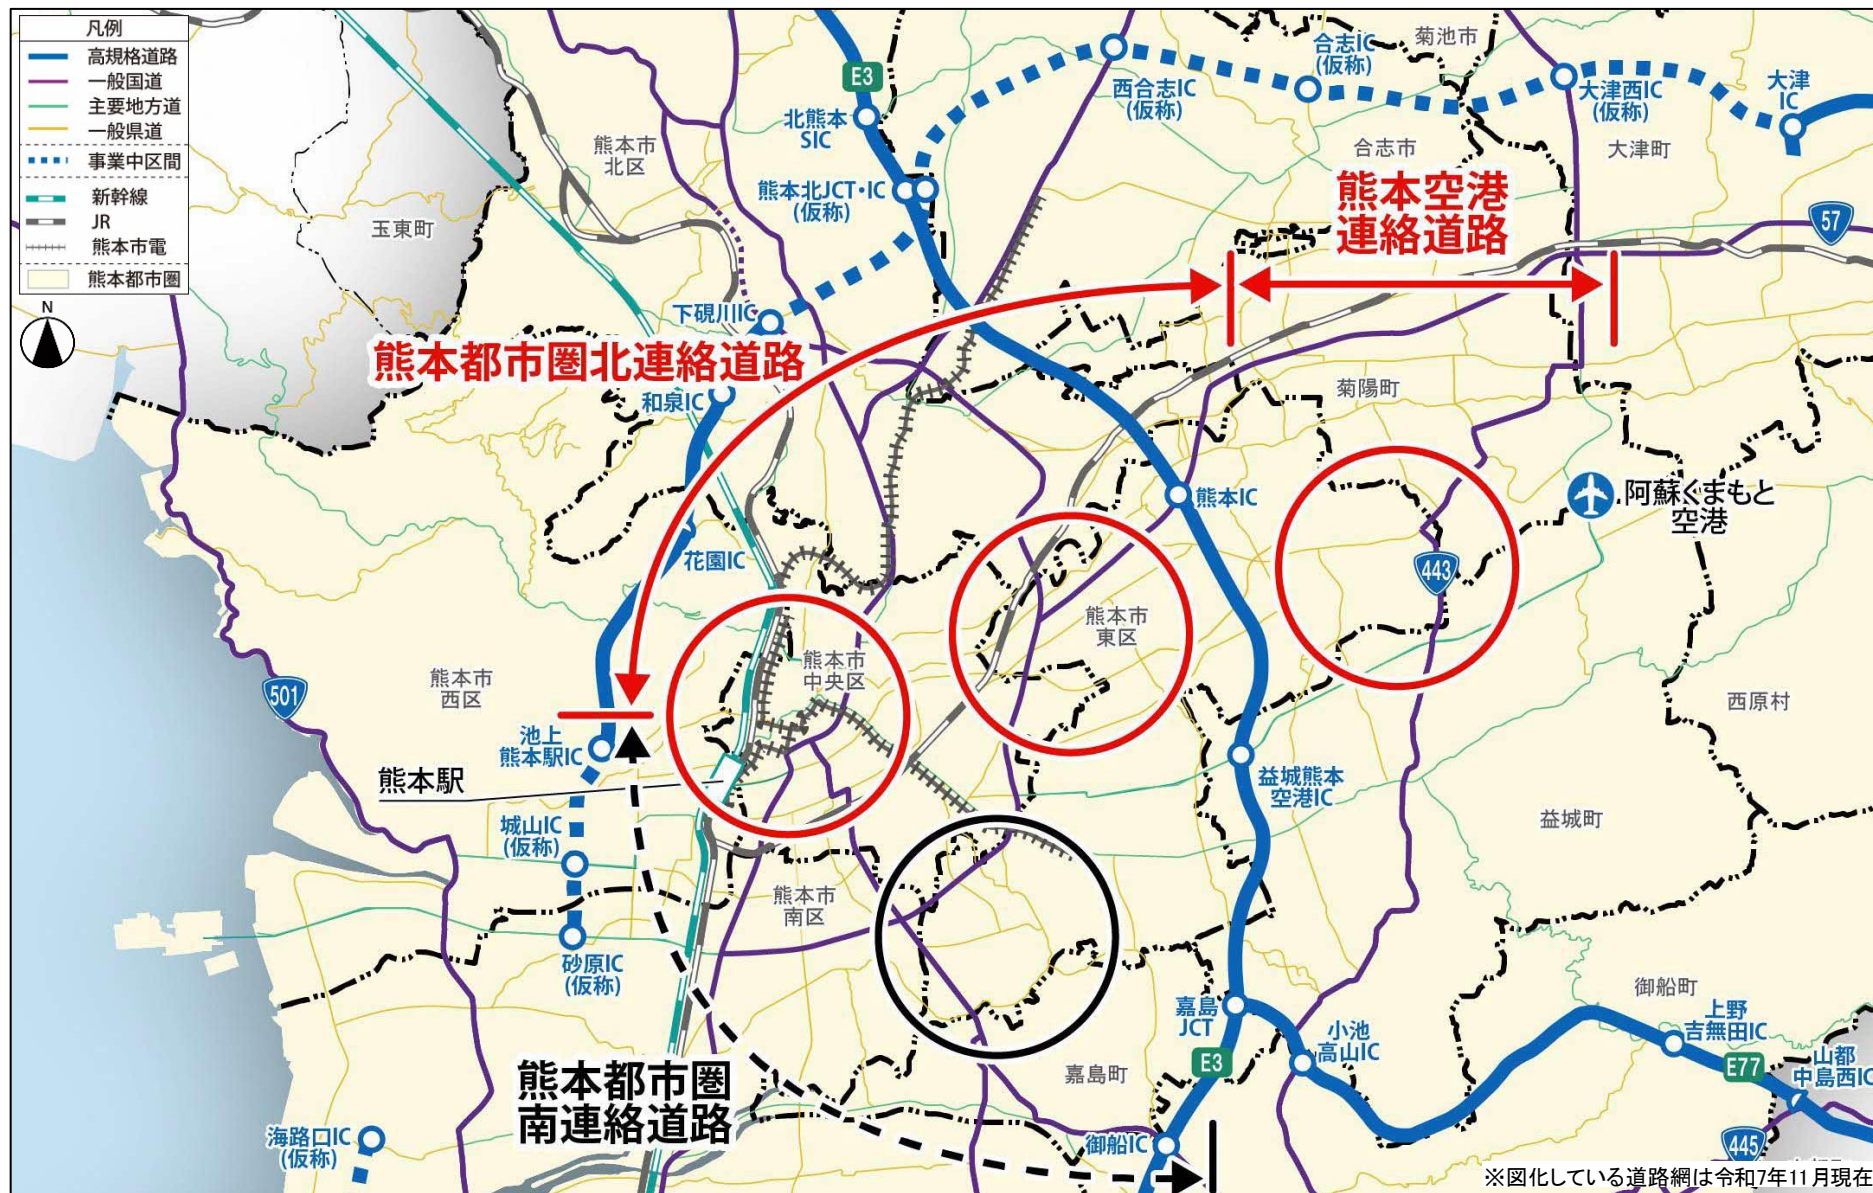 凡例
高規格道路
一般国道
主要地方道
一般県道
事業中区間
新幹線
JR
熊本市電
熊本都市圏
N
E3
北熊本
SIC
西合志IC
(仮称)
合志IC
(仮称)
菊池市
大津西IC
(仮称)
大津
IC
熊本市
北区
合志市
大津町
玉東町
熊本北JCT・IC
(仮称)
熊本空港
連絡道路
57
下硯川IC
熊本都市圏北連絡道路
和泉IC
菊陽町
熊本IC
阿蘇くまもと
空港
花園IC
443
熊本市
東区
熊本市
中央区
熊本市
西区
501
西原村
池上
熊本駅IC
熊本駅
益城熊本
空港IC
城山IC
(仮称)
益城町
熊本市
南区
砂原IC
(仮称)
御船町
嘉島
JCT
小池
高山IC
上野
吉無田IC
E3
E77
山都
中島西IC
嘉島町
熊本都市圏
南連絡道路
海路口IC
(仮称)
御船IC
445
※図化している道路網は令和7年11月現在